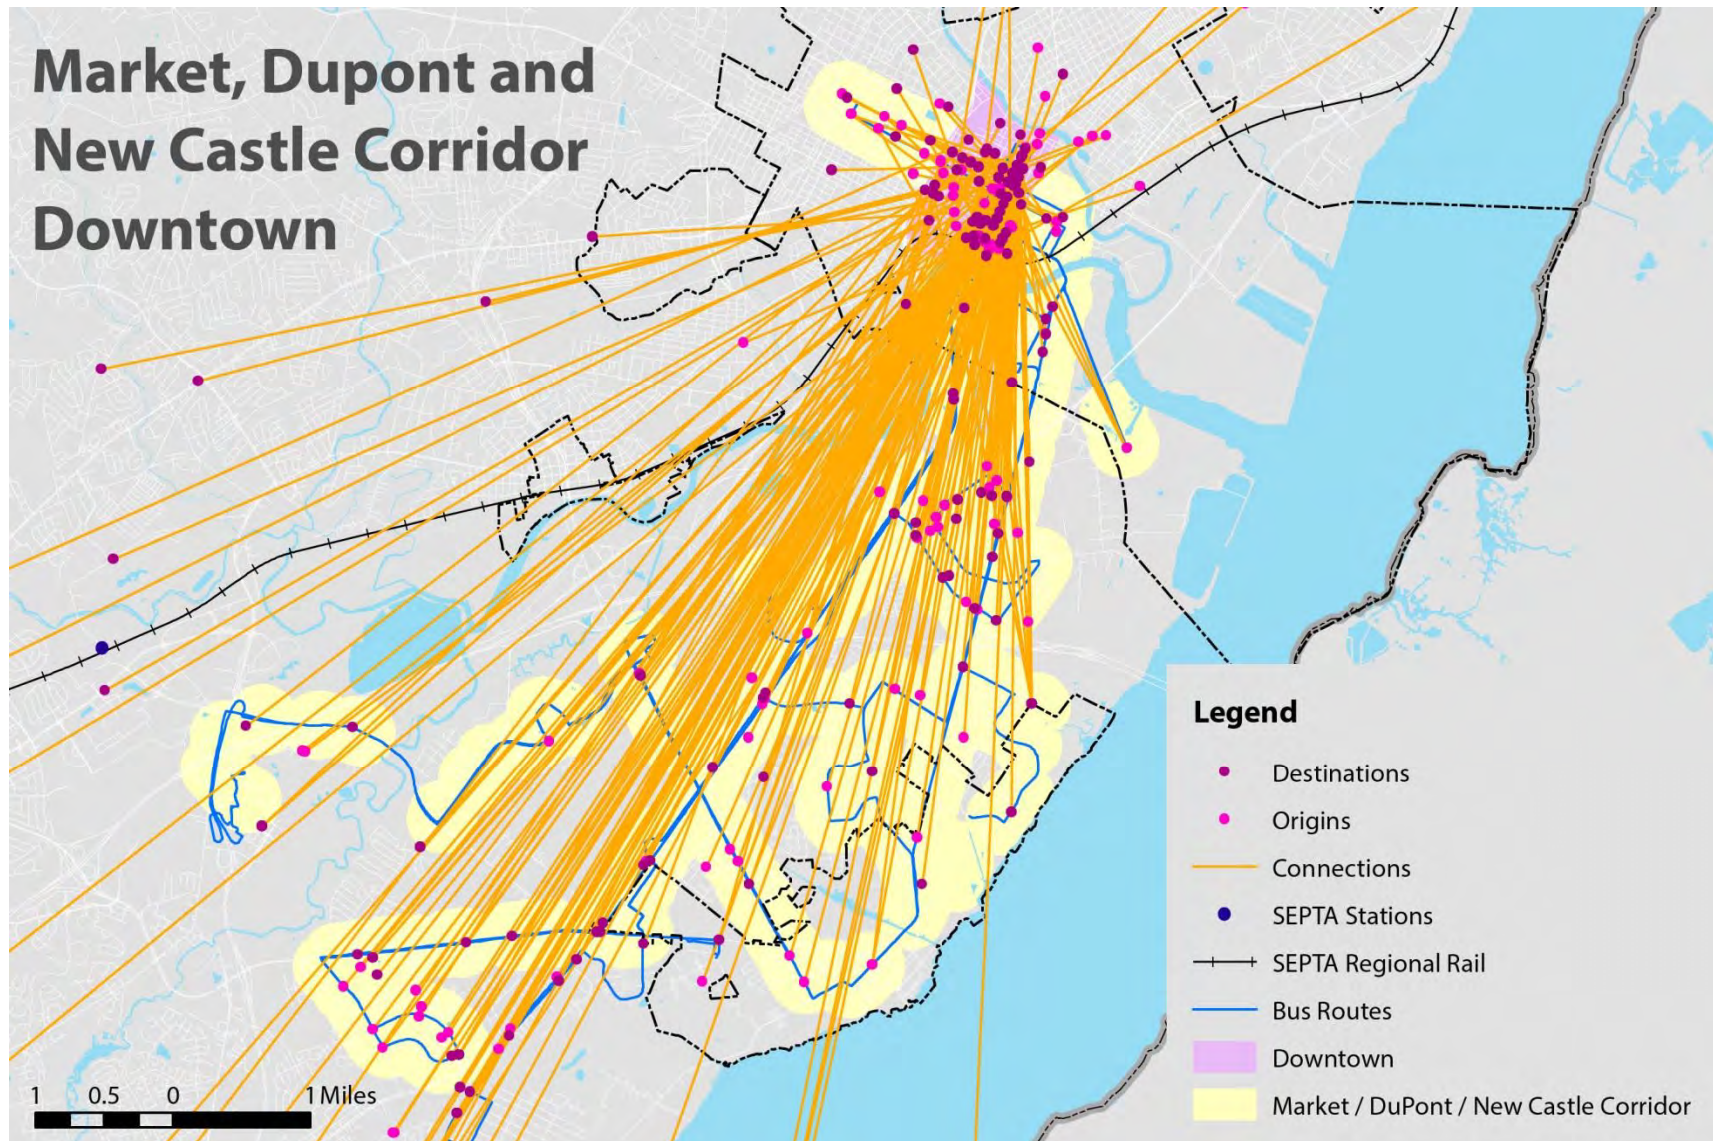 Market, Dupont and
New Castle Corridor
Downtown
Legend
Destinations
Origins
Connections
SEPTA Stations
SEPTA Regional Rail
Bus Routes
Downtown
Market / DuPont / New Castle Corridor
1 0.5 0 1 Miles